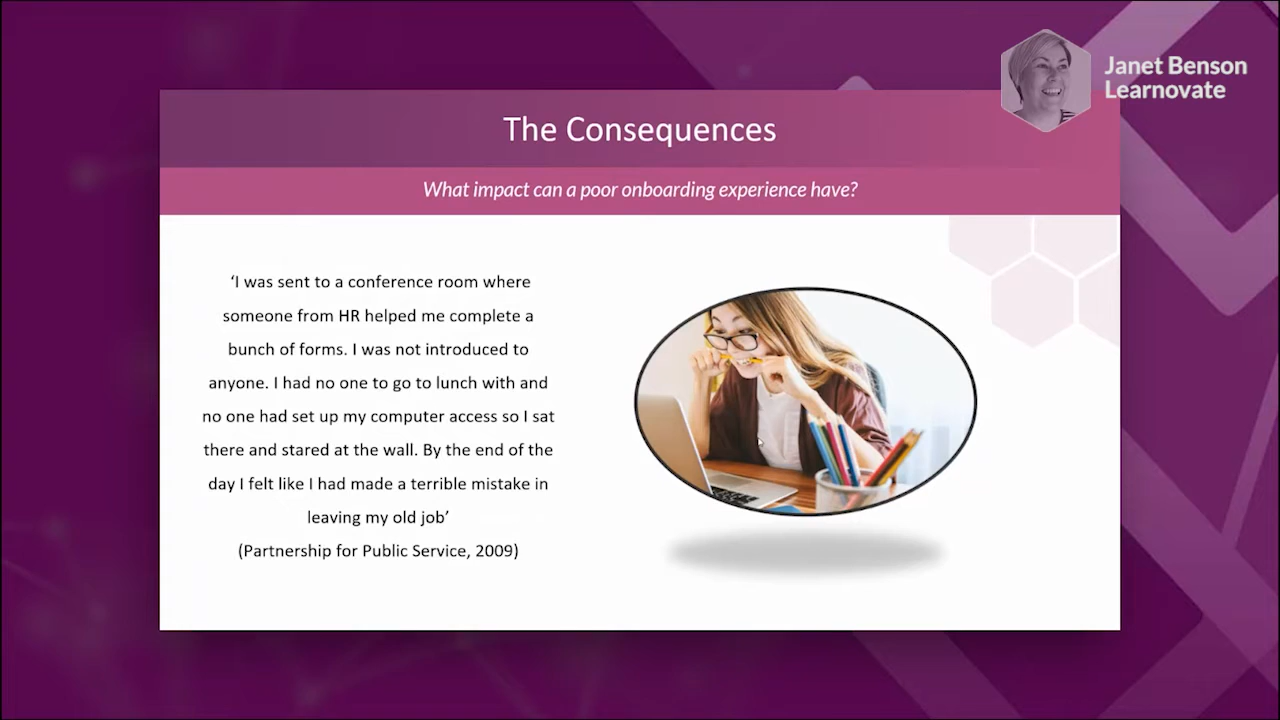 Janet Benson
Learnovate
The Consequences
What impact can a poor onboarding experience have?
‘I was sent to a conference room where
someone from HR helped me complete a
bunch of forms. I was not introduced to
anyone. I had no one to go to lunch with and
no one had set up my computer access so I sat
there and stared at the wall. By the end of the
day I felt like I had made a terrible mistake in
leaving my old job’
(Partnership for Public Service, 2009)